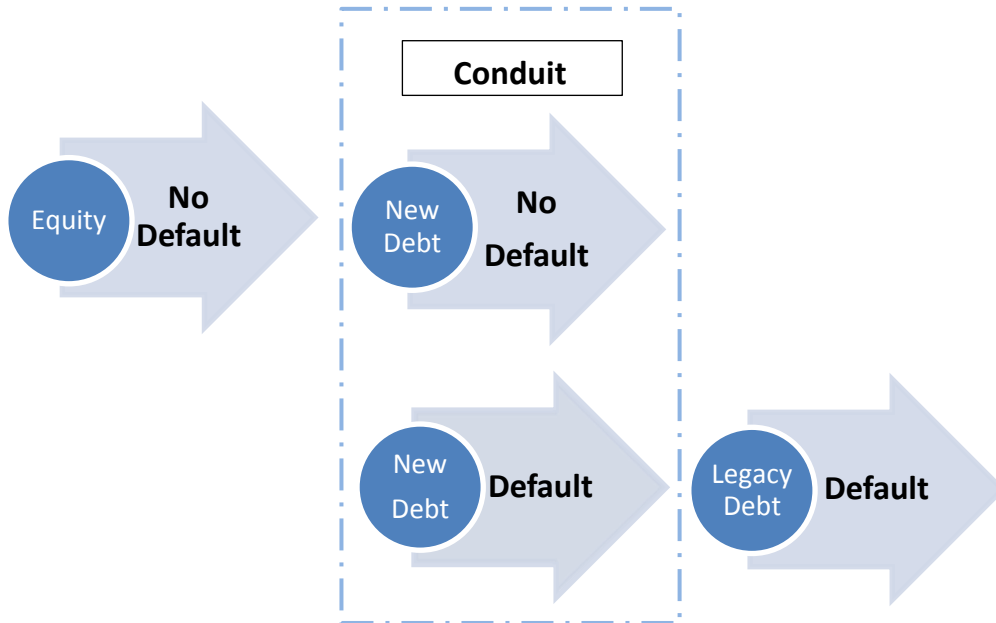 Conduit
Equity
No
Default
New
Debt
No
Default
New
Debt
Default
Legacy
Debt
Default